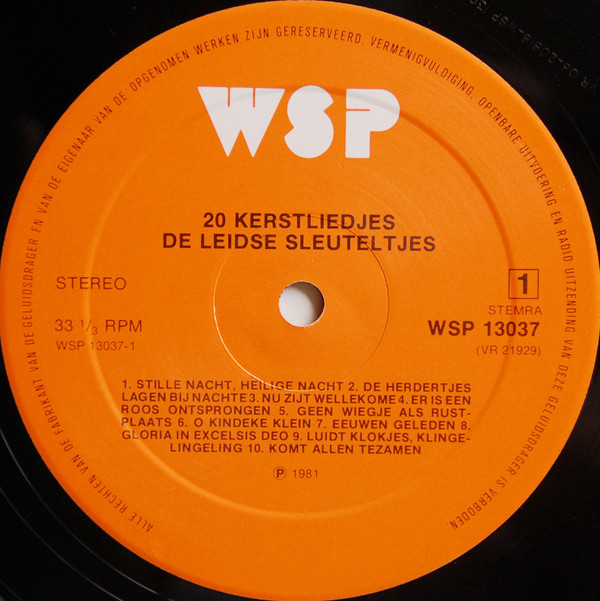 ALLE RECHTEN VAN DE FABRIKANT VAN DE GELUIDSDRAGER EN VAN DE EIGENAAR VAN DE OPGENOMEN WERKEN ZIJN GERESERVEERD. VERMENIGVULDIGING, OPENBARE UITVOERING EN RADIO UITZENDING VAN DEZE GELUIDSDRAGER IS VERBODEN
WSP
20 KERSTLIEDJES
DE LEIDSE SLEUTELTJES
STEREO
1
STEMRA
33 ⅓ RPM
WSP 13037
WSP 13037-1
(VR 21929)
1. STILLE NACHT, HEILIGE NACHT 2. DE HERDERTJES
LAGEN BIJ NACHTE 3. NU ZIJT WELLEKOME 4. ER IS EEN
ROOS ONTSPRONGEN 5. GEEN WIEGJE ALS RUST-
PLAATS 6. O KINDEKE KLEIN 7. EEUWEN GELEDEN 8.
GLORIA IN EXCELSIS DEO 9. LUIDT KLOKJES, KLINGE-
LINGELING 10. KOMT ALLEN TEZAMEN
Ⓟ 1981